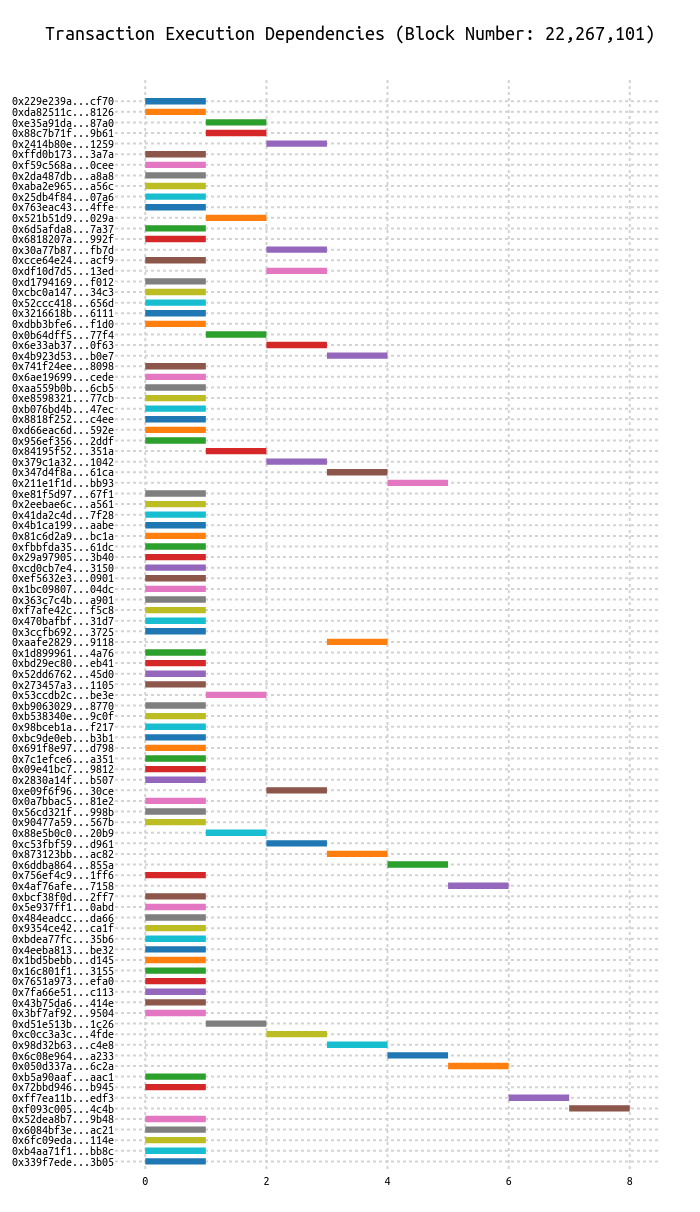 Transaction Execution Dependencies (Block Number: 22,267,101)
0x229e239a...cf70
0xda82511c...8126
0xe35a91da...87a0
0x88c7b71f...9b61
0x2414b80e...1259
0xffd0b173...3a7a
0xf59c568a...0cee
0x2da487db...a8a8
0xaba2e965...a56c
0x25db4f84...07a6
0x763eac43...4ffe
0x521b51d9...029a
0x6d5afda8...7a37
0x6818207a...992f
0x30a77b87...fb7d
0xcce64e24...acf9
0xdf10d7d5...13ed
0xd1794169...f012
0xcbc0a147...34c3
0x52ccc418...656d
0x3216618b...6111
0xdbb3bfe6...f1d0
0x0b64dff5...77f4
0x6e33ab37...0f63
0x4b923d53...b0e7
0x741f24ee...8098
0x6ae19699...cede
0xaa559b0b...6cb5
0xe8598321...77cb
0xb076bd4b...47ec
0x8818f252...c4ee
0xd66eac6d...592e
0x956ef356...2ddf
0x84195f52...351a
0x379c1a32...1042
0x347d4f8a...61ca
0x211e1f1d...bb93
0xe81f5d97...67f1
0x2eebae6c...a561
0x41da2c4d...7f28
0x4b1ca199...aabe
0x81c6d2a9...bc1a
0xfbbfda35...61dc
0x29a97905...3b40
0xcd0cb7e4...3150
0xef5632e3...0901
0x1bc09807...04dc
0x363c7c4b...a901
0xf7afe42c...f5c8
0x470bafbf...31d7
0x3ccfb692...3725
0xaafe2829...9118
0x1d899961...4a76
0xbd29ec80...eb41
0x52dd6762...45d0
0x273457a3...1105
0x53ccdb2c...be3e
0xb9063029...8770
0xb538340e...9c0f
0x98bceb1a...f217
0xbc9de0eb...b3b1
0x691f8e97...d798
0x7c1efce6...a351
0x09e41bc7...9812
0x2830a14f...b507
0xe09f6f96...30ce
0x0a7bbac5...81e2
0x56cd321f...998b
0x90477a59...567b
0x88e5b0c0...20b9
0xc53fbf59...d961
0x873123bb...ac82
0x6ddba864...855a
0x756ef4c9...1ff6
0x4af76afe...7158
0xbcf38f0d...2ff7
0x5e937ff1...0abd
0x484eadcc...da66
0x9354ce42...ca1f
0xbdea77fc...35b6
0x4eeba813...be32
0x1bd5bebb...d145
0x16c801f1...3155
0x7651a973...efa0
0x7fa66e51...c113
0x43b75da6...414e
0x3bf7af92...9504
0xd51e513b...1c26
0xc0cc3a3c...4fde
0x98d32b63...c4e8
0x6c08e964...a233
0x050d337a...6c2a
0xb5a90aaf...aac1
0x72bbd946...b945
0xff7ea11b...edf3
0xf093c005...4c4b
0x52dea8b7...9b48
0x6084bf3e...ac21
0x6fc09eda...114e
0xb4aa71f1...bb8c
0x339f7ede...3b05
0 2 4 6 8